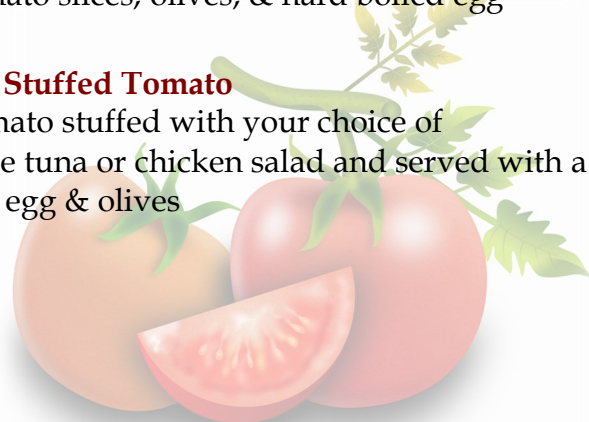 nato slices, olives, & hard boiled egg
Stuffed Tomato
nato stuffed with your choice of
e tuna or chicken salad and served with a
egg & olives